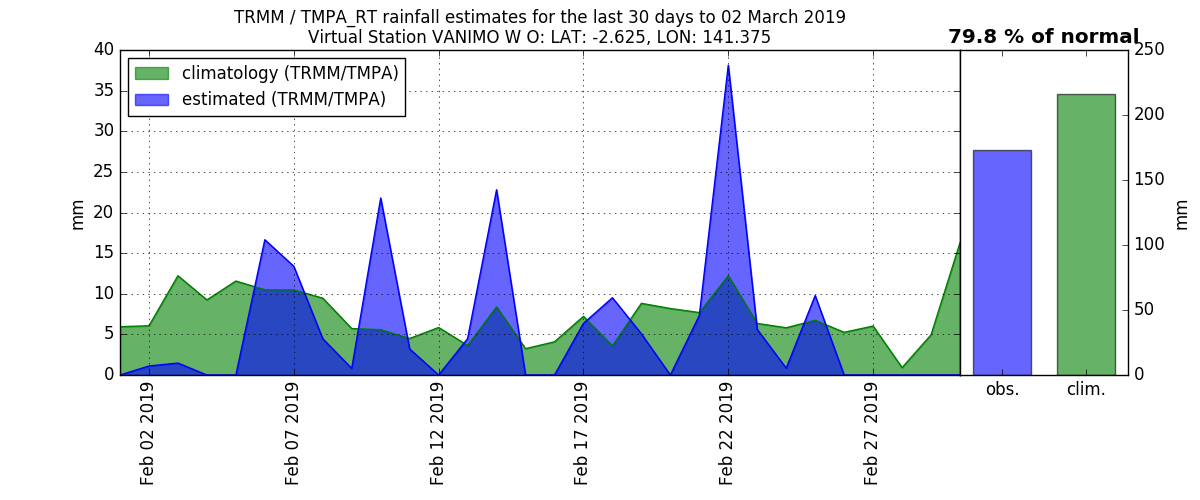 TRMM / TMPA_RT rainfall estimates for the last 30 days to 02 March 2019
Virtual Station VANIMO W O: LAT: -2.625, LON: 141.375
79.8 % of normal
climatology (TRMM/TMPA)
estimated (TRMM/TMPA)
40
35
30
25
20
15
10
5
0
mm
Feb 02 2019
Feb 07 2019
Feb 12 2019
Feb 17 2019
Feb 22 2019
Feb 27 2019
obs.
clim.
250
200
150
100
50
0
mm